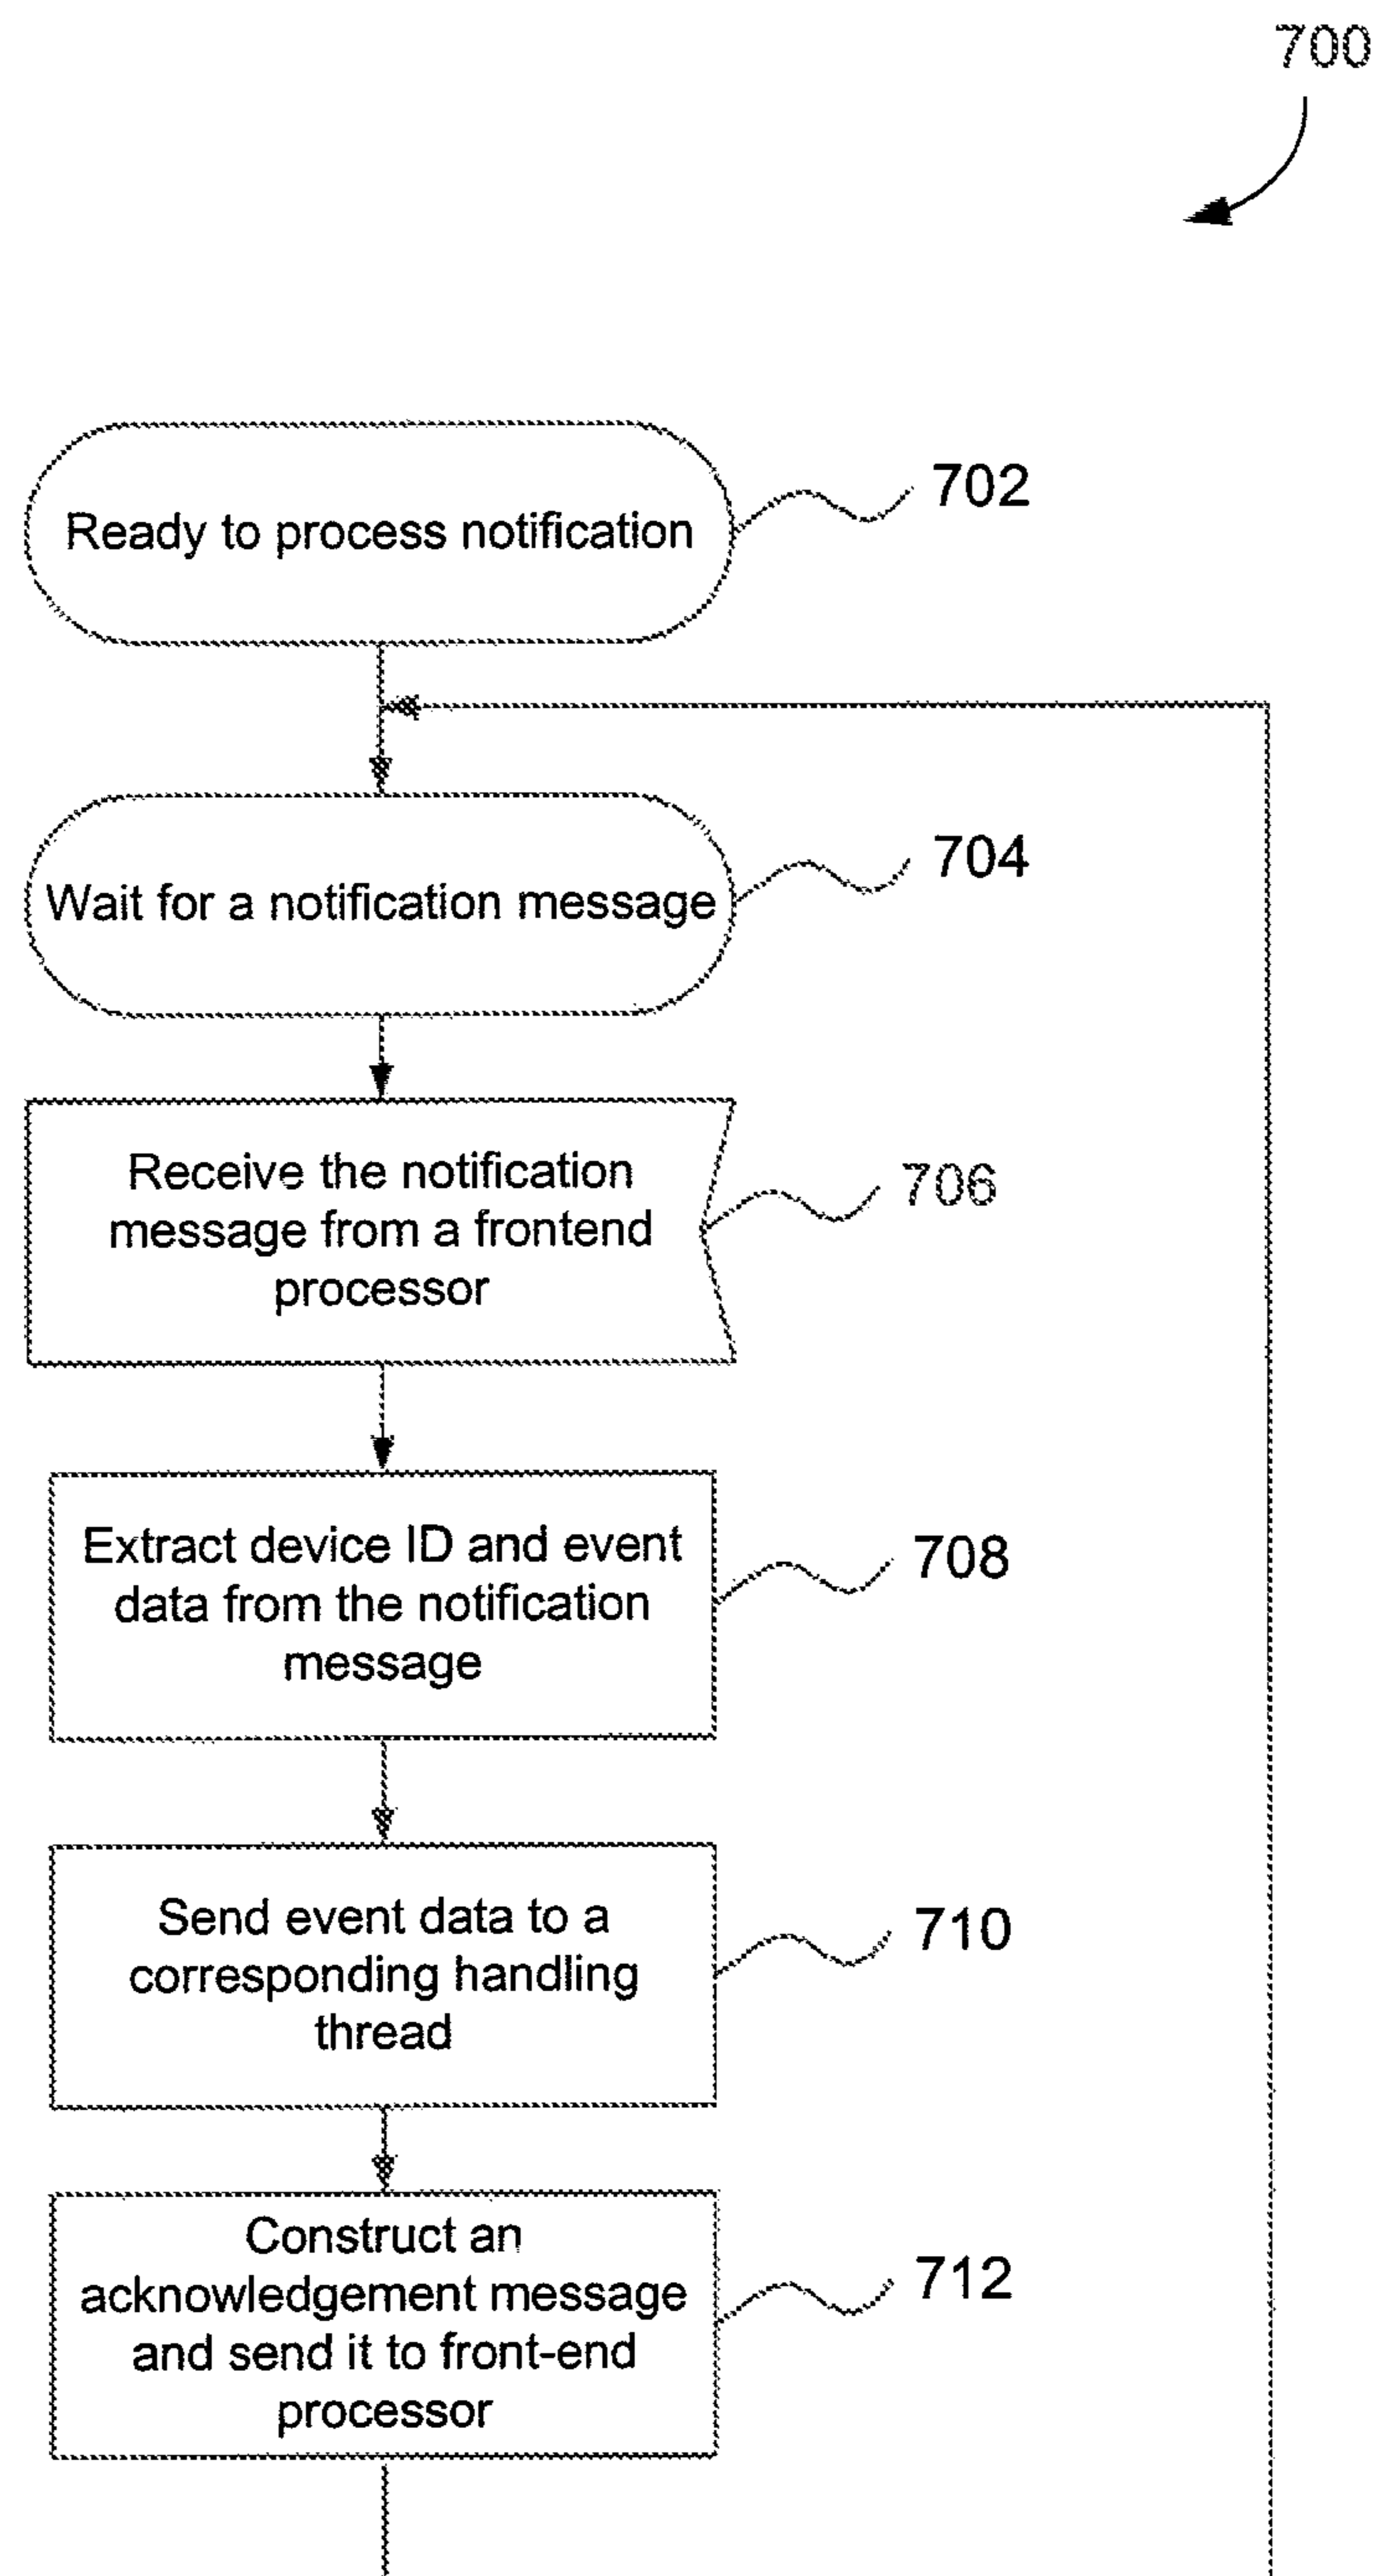 700
Ready to process notification
702
Wait for a notification message
704
Receive the notification
message from a frontend
processor
706
Extract device ID and event
data from the notification
message
708
Send event data to a
corresponding handling
thread
710
Construct an
acknowledgement message
and send it to front-end
processor
712